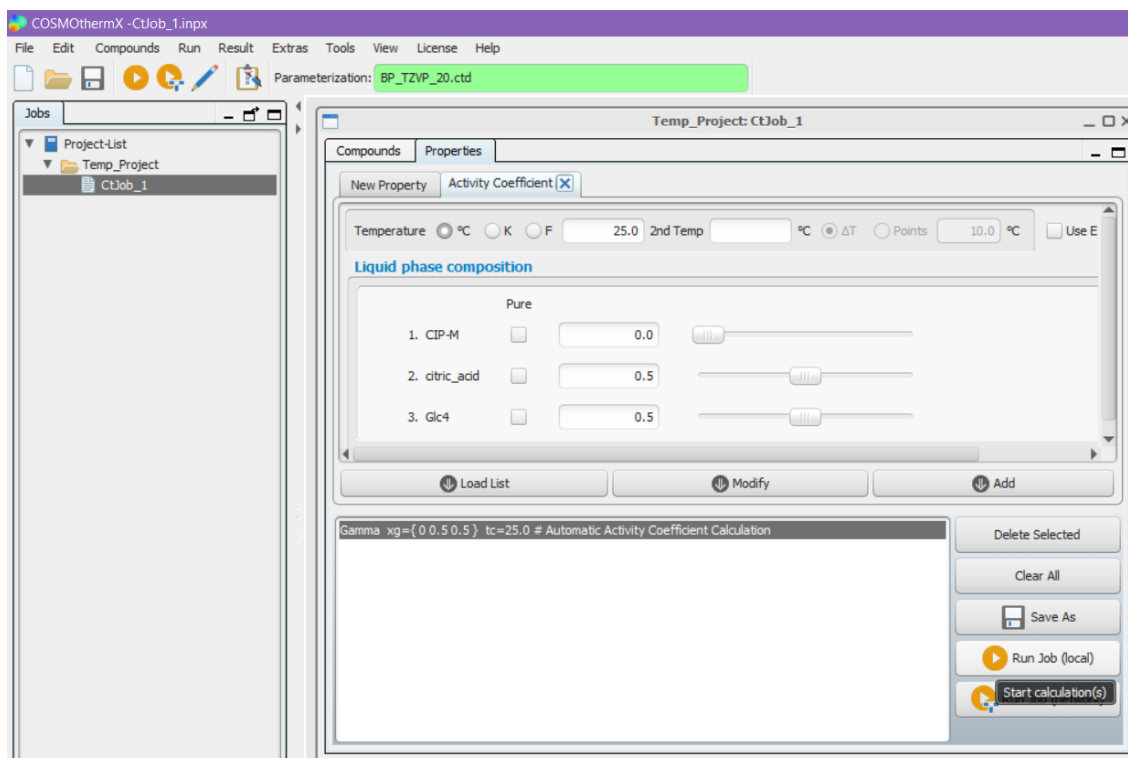 COSMOthermX -CtJob_1.inpx
File Edit Compounds Run Result Extras Tools View License Help
Parameterization: BP_TZVP_20.ctd
Jobs
Project-List
Temp_Project
CtJob_1
Temp_Project: CtJob_1
Compounds Properties
New Property Activity Coefficient
Temperature ºC K F 25.0 2nd Temp ºC ΔT Points 10.0 ºC Use E
Liquid phase composition
Pure
1. CIP-M 0.0
2. citric_acid 0.5
3. Glc4 0.5
Load List Modify Add
Gamma xg={ 0 0.5 0.5 } tc=25.0 # Automatic Activity Coefficient Calculation
Delete Selected
Clear All
Save As
Run Job (local)
Start calculation(s)